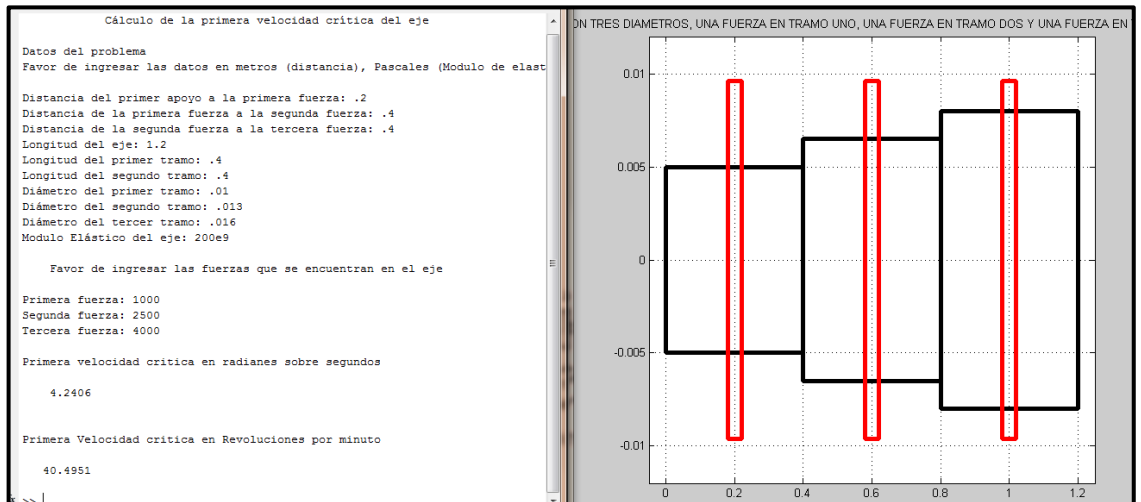 Cálculo de la primera velocidad crítica del eje
Datos del problema
Favor de ingresar las datos en metros (distancia), Pascales (Modulo de elast
Distancia del primer apoyo a la primera fuerza: .2
Distancia de la primera fuerza a la segunda fuerza: .4
Distancia de la segunda fuerza a la tercera fuerza: .4
Longitud del eje: 1.2
Longitud del primer tramo: .4
Longitud del segundo tramo: .4
Diámetro del primer tramo: .01
Diámetro del segundo tramo: .013
Diámetro del tercer tramo: .016
Modulo Elástico del eje: 200e9
Favor de ingresar las fuerzas que se encuentran en el eje
Primera fuerza: 1000
Segunda fuerza: 2500
Tercera fuerza: 4000
Primera velocidad critica en radianes sobre segundos
4.2406
Primera Velocidad critica en Revoluciones por minuto
40.4951
>>
ON TRES DIAMETROS, UNA FUERZA EN TRAMO UNO, UNA FUERZA EN TRAMO DOS Y UNA FUERZA EN
0.01
0.005
0
-0.005
-0.01
0 0.2 0.4 0.6 0.8 1 1.2